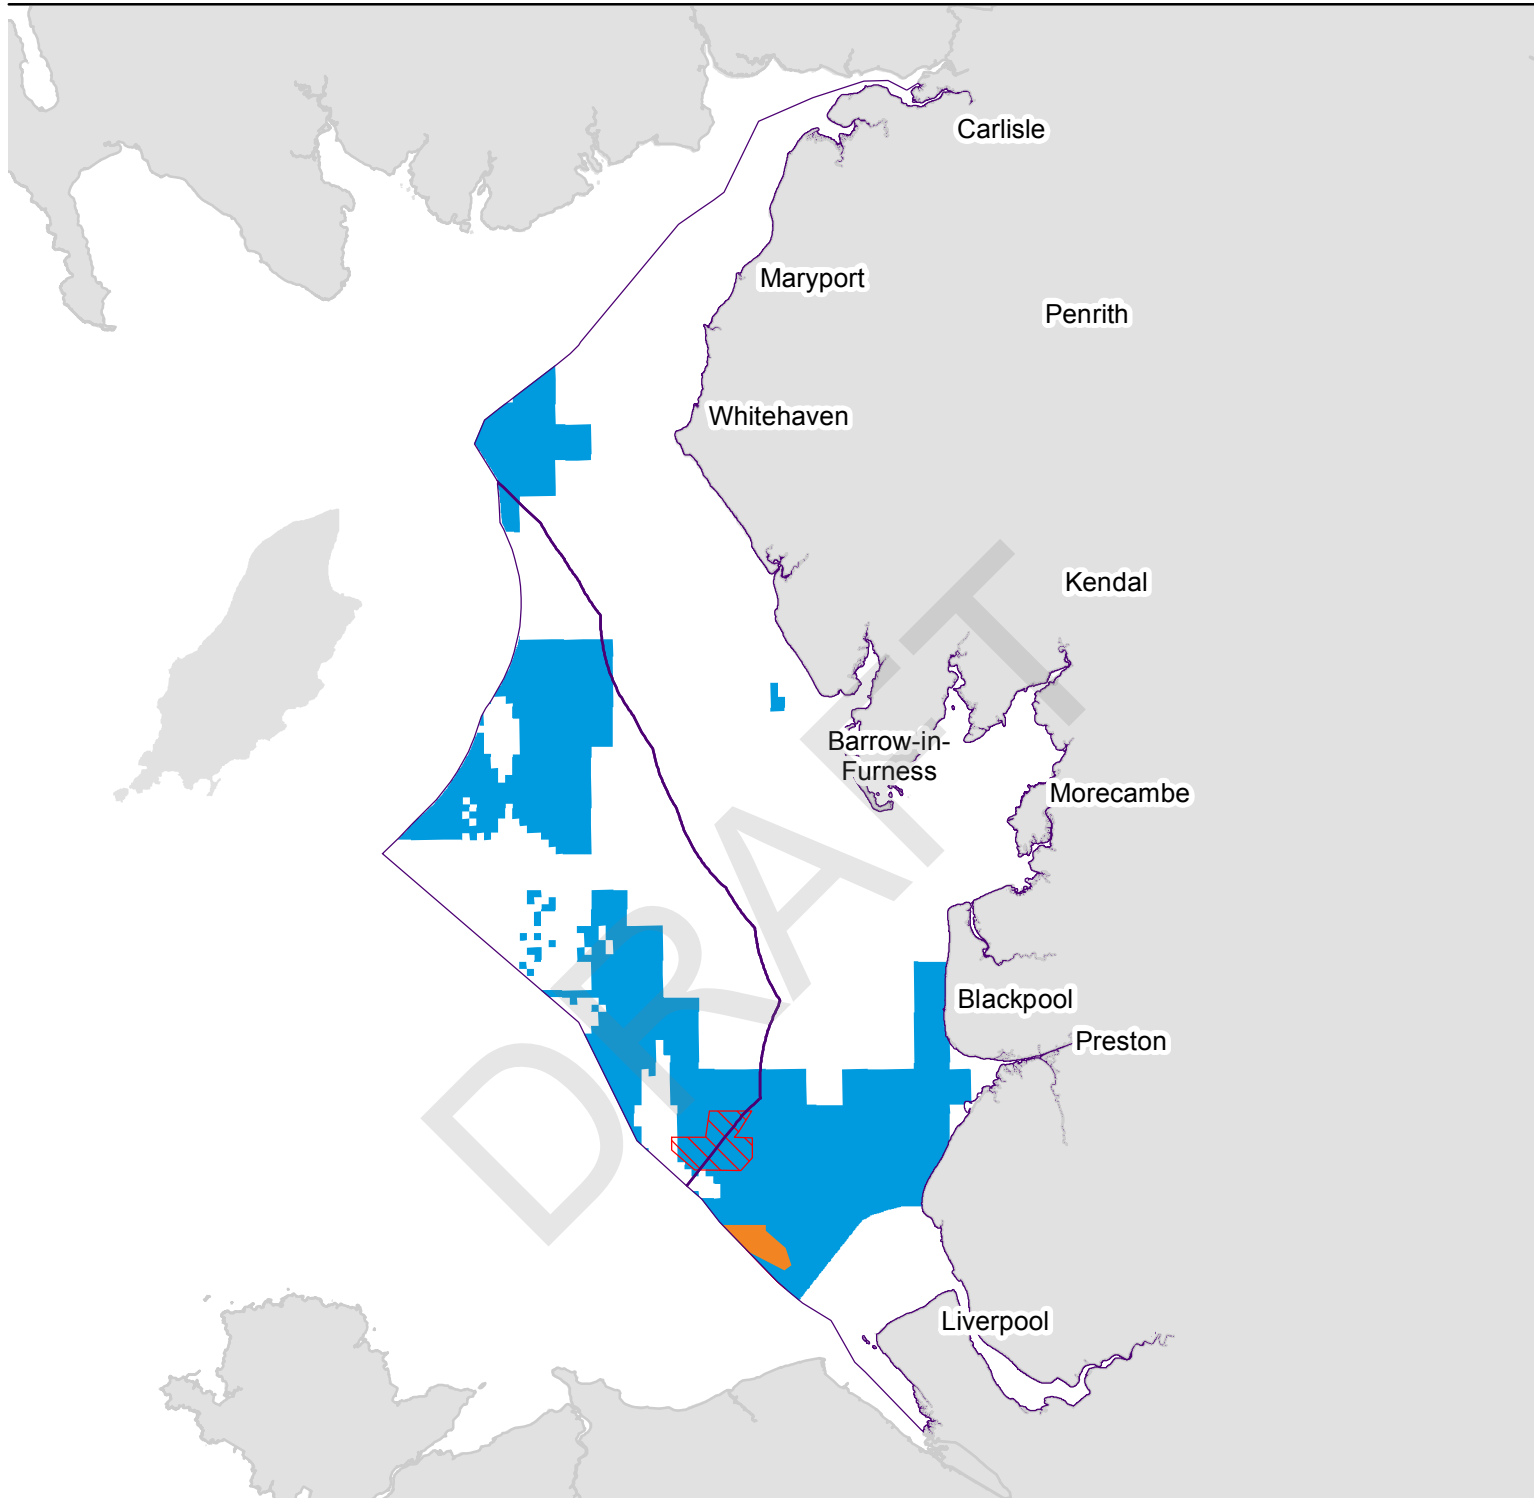 Carlisle
Maryport
Penrith
Whitehaven
Kendal
Barrow-in-
Furness
Morecambe
Blackpool
Preston
Liverpool
DRAFT